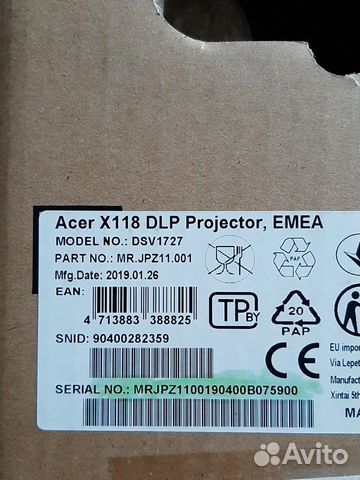 Acer X118 DLP Projector, EMEA
MODEL NO.: DSV1727
PART NO.: MR.JPZ11.001
Mfg.Date: 2019.01.26
EAN:
4 713883 388825
SNID: 90400282359
SERIAL NO.: MRJPZ1100190400B075900
PAP
TP BY
20
PAP
CE
EU impor
Via Lepet
Manufact
Xintai 5th
MA
Avito